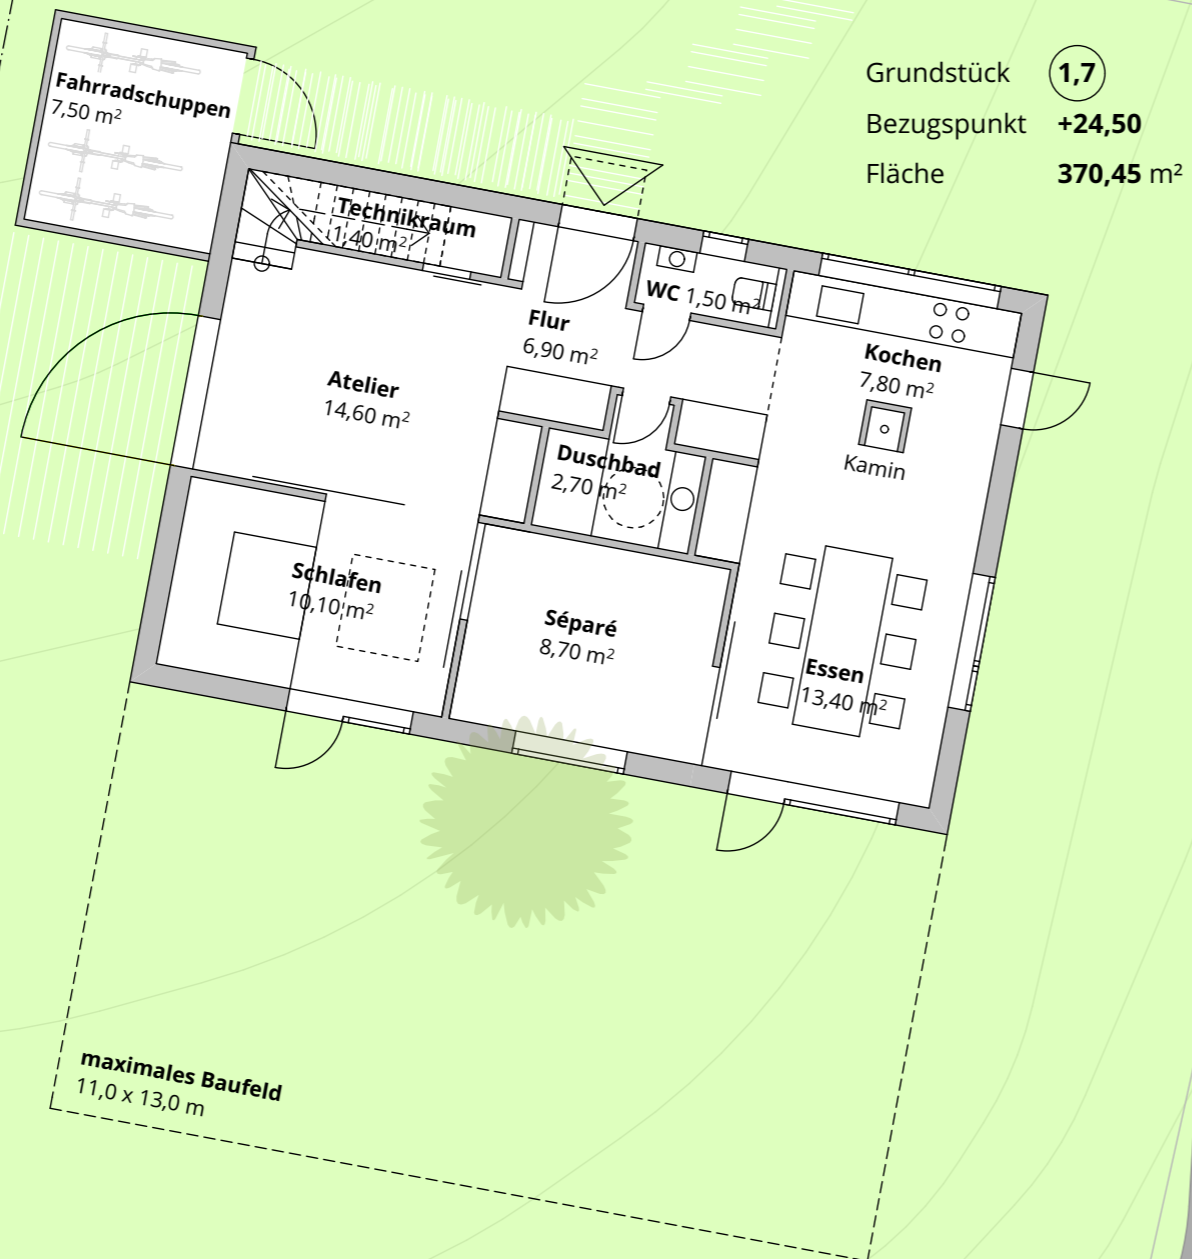 Fahrradschuppen
7,50 m²
Grundstück 1,7
Bezugspunkt +24,50
Fläche 370,45 m²
Technikraum
1,40 m²
WC 1,50 m²
Flur
6,90 m²
Kochen
7,80 m²
Atelier
14,60 m²
Kamin
Duschbad
2,70 m²
Schlafen
10,10 m²
Séparé
8,70 m²
Essen
13,40 m²
maximales Baufeld
11,0 x 13,0 m